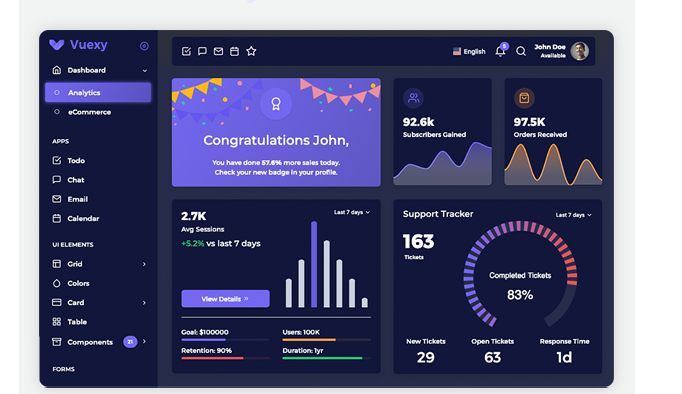 Vuexy
Dashboard
Analytics
eCommerce
APPS
Todo
Chat
Email
Calendar
UI ELEMENTS
Grid
Colors
Card
Table
Components 21
FORMS
English
5
John Doe
Available
Congratulations John,
You have done 57.6% more sales today.
Check your new badge in your profile.
92.6k
Subscribers Gained
97.5K
Orders Received
2.7K
Last 7 days
Avg Sessions
+5.2% vs last 7 days
View Details »
Goal: $100000
Users: 100K
Retention: 90%
Duration: 1yr
Support Tracker
Last 7 days
163
Tickets
Completed Tickets
83%
New Tickets
29
Open Tickets
63
Response Time
1d